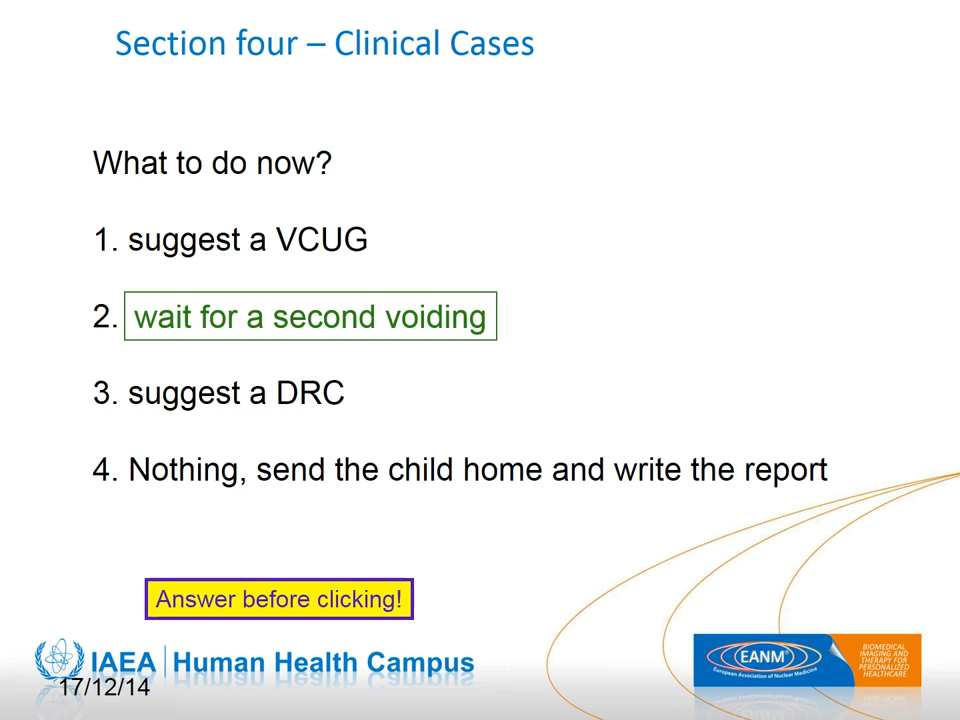 Section four – Clinical Cases
What to do now?
1. suggest a VCUG
2. wait for a second voiding
3. suggest a DRC
4. Nothing, send the child home and write the report
Answer before clicking!
IAEA Human Health Campus
17/12/14
EANM®
European Association of Nuclear Medicine
BIOMEDICAL
IMAGING AND
THERAPY FOR
PERSONALIZED
HEALTHCARE